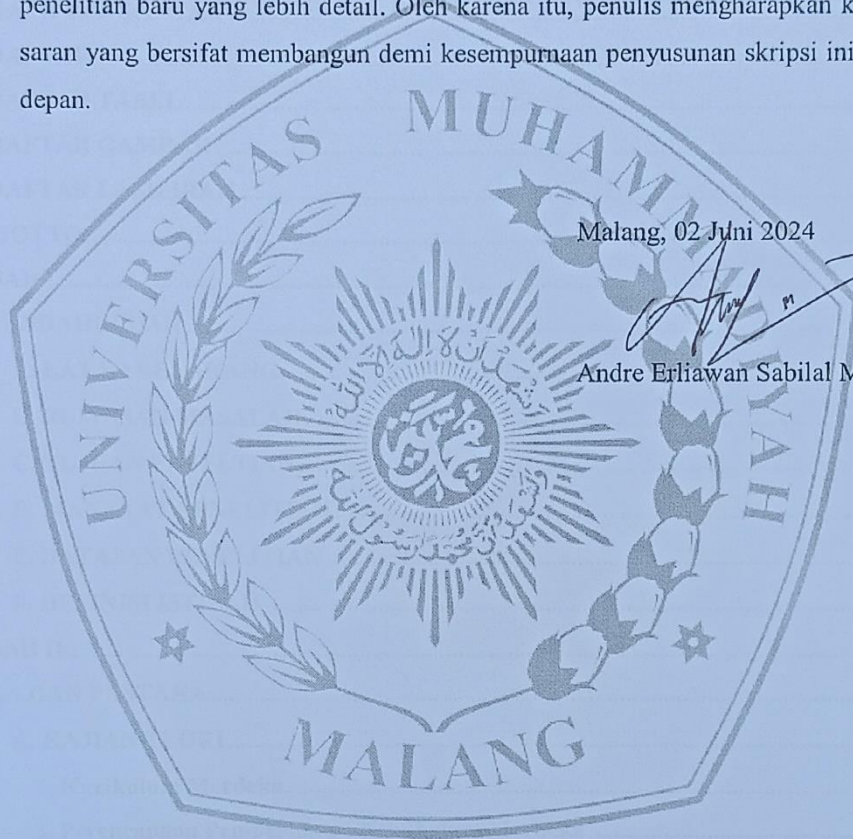 penelitian baru yang lebih detail. Oleh karena itu, penulis mengharapkan k
saran yang bersifat membangun demi kesempurnaan penyusunan skripsi ini
depan.
UNIVERSITAS MUHAMMADIYAH
Malang, 02 Juni 2024
Andre Erliawan Sabilal M
MALANG